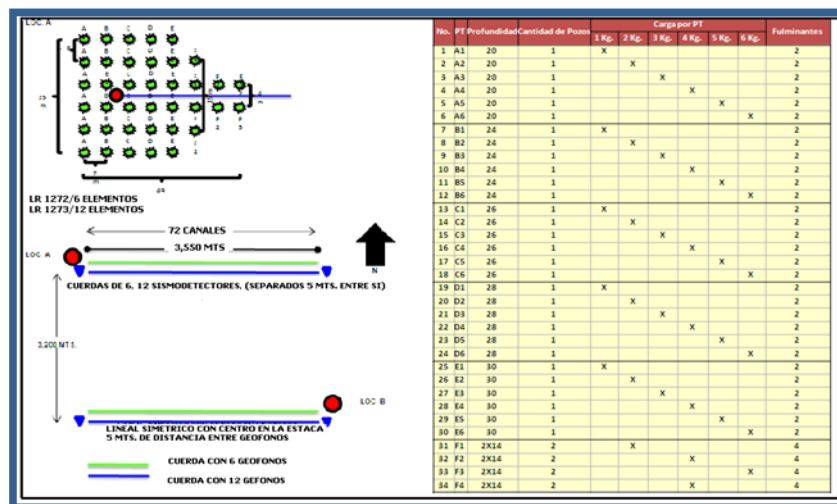 LOC. A
A B C D E
LR 1272/6 ELEMENTOS
LR 1273/12 ELEMENTOS
72 CANALES
3,550 MTS
LOC. A
N
CUERDAS DE 6, 12 SISMODETECTORES, (SEPARADOS 5 MTS. ENTRE SI)
3,200 MTS.
LOC. B
LINEAL SIMETRICO CON CENTRO EN LA ESTACA
5 MTS. DE DISTANCIA ENTRE GEOFONOS
CUERDA CON 6 GEOFONOS
CUERDA CON 12 GEFONOS
No. PT Profundidad Cantidad de Pozos Carga por PT Fulminantes
1 Kg. 2 Kg. 3 Kg. 4 Kg. 5 Kg. 6 Kg.
1 A1 20 1 X 2
2 A2 20 1 X 2
3 A3 20 1 X 2
4 A4 20 1 X 2
5 A5 20 1 X 2
6 A6 20 1 X 2
7 B1 24 1 X 2
8 B2 24 1 X 2
9 B3 24 1 X 2
10 B4 24 1 X 2
11 B5 24 1 X 2
12 B6 24 1 X 2
13 C1 26 1 X 2
14 C2 26 1 X 2
15 C3 26 1 X 2
16 C4 26 1 X 2
17 C5 26 1 X 2
18 C6 26 1 X 2
19 D1 28 1 X 2
20 D2 28 1 X 2
21 D3 28 1 X 2
22 D4 28 1 X 2
23 D5 28 1 X 2
24 D6 28 1 X 2
25 E1 30 1 X 2
26 E2 30 1 X 2
27 E3 30 1 X 2
28 E4 30 1 X 2
29 E5 30 1 X 2
30 E6 30 1 X 2
31 F1 2X14 2 X 4
32 F2 2X14 2 X 4
33 F3 2X14 2 X 4
34 F4 2X14 2 X 4